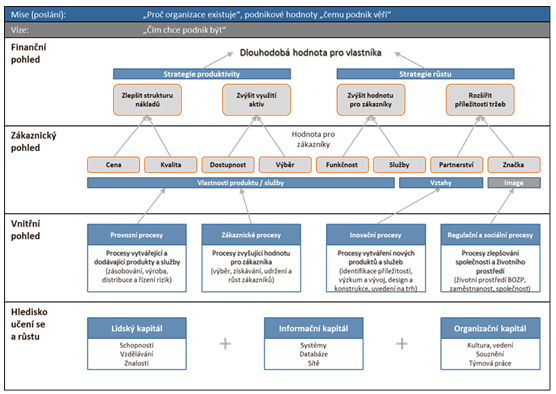 Mise (poslání): „Proč organizace existuje“, podnikové hodnoty „čemu podnik věří“
Vize: „Čím chce podnik být“
Finanční
pohled
Dlouhodobá hodnota pro vlastníka
Strategie produktivity
Strategie růstu
Zlepšit strukturu
nákladů
Zvýšit využití
aktiv
Zvýšit hodnotu
pro zákazníky
Rozšířit
příležitosti tržeb
Zákaznický
pohled
Hodnota pro
zákazníky
Cena
Kvalita
Dostupnost
Výběr
Funkčnost
Služby
Partnerství
Značka
Vlastnosti produktu / služby
Vztahy
Image
Vnitřní
pohled
Provozní procesy
Procesy vytvářející a
dodávající produkty a služby
(zásobování, výroba,
distribuce a řízení rizik)
Zákaznické procesy
Procesy zvyšující hodnotu
pro zákazníka
(výběr, získávání, udržení a
růst zákazníků)
Inovační procesy
Procesy vytváření nových
produktů a služeb
(identifikace příležitostí,
výzkum a vývoj, design a
konstrukce, uvedení na trh)
Regulační a sociální procesy
Procesy zlepšování
společnosti a životního
prostředí
(životní prostředí BOZP,
zaměstnanost, společnost)
Hledisko
učení se
a růstu
Lidský kapitál
Schopnosti
Vzdělávání
Znalosti
+
Informační kapitál
Systémy
Databáze
Sítě
+
Organizační kapitál
Kultura, vedení
Souznění
Týmová práce